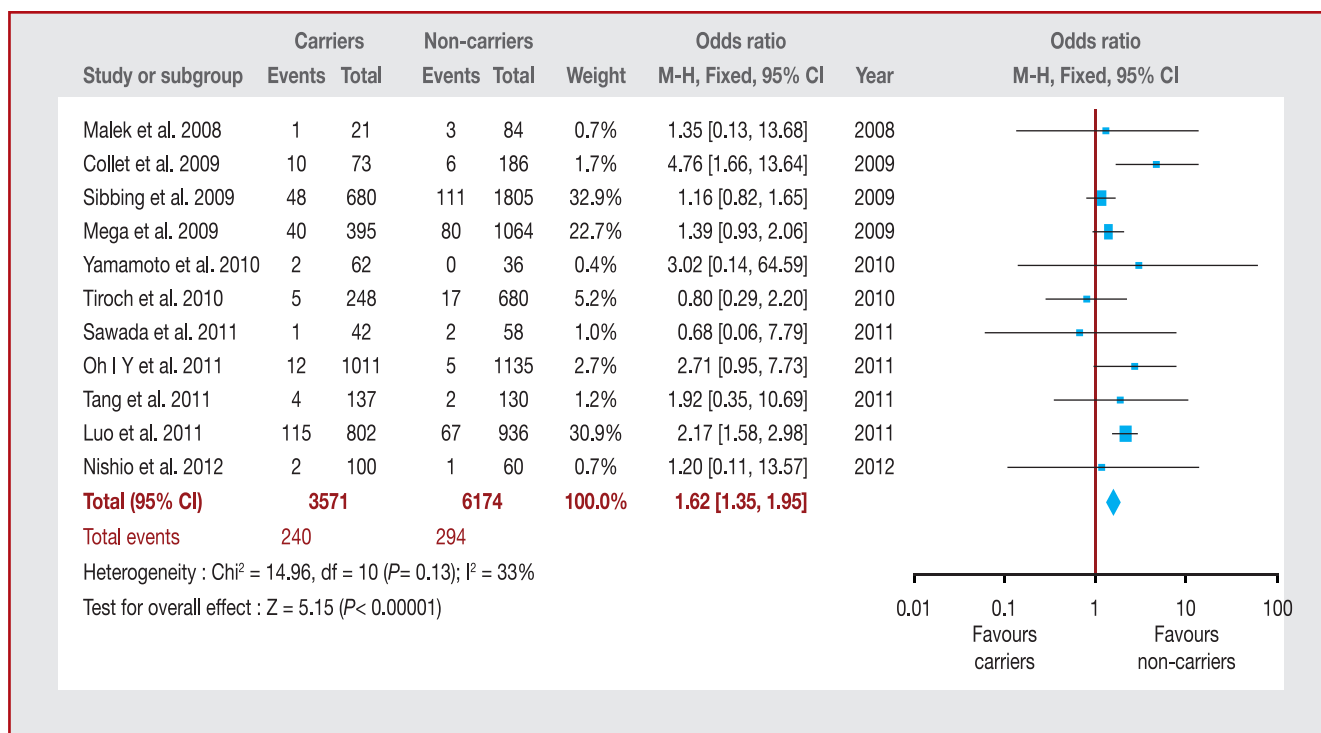 Carriers Non-carriers Odds ratio Odds ratio
Study or subgroup Events Total Events Total Weight M-H, Fixed, 95% CI Year M-H, Fixed, 95% CI
Malek et al. 2008 1 21 3 84 0.7% 1.35 [0.13, 13.68] 2008
Collet et al. 2009 10 73 6 186 1.7% 4.76 [1.66, 13.64] 2009
Sibbing et al. 2009 48 680 111 1805 32.9% 1.16 [0.82, 1.65] 2009
Mega et al. 2009 40 395 80 1064 22.7% 1.39 [0.93, 2.06] 2009
Yamamoto et al. 2010 2 62 0 36 0.4% 3.02 [0.14, 64.59] 2010
Tiroch et al. 2010 5 248 17 680 5.2% 0.80 [0.29, 2.20] 2010
Sawada et al. 2011 1 42 2 58 1.0% 0.68 [0.06, 7.79] 2011
Oh I Y et al. 2011 12 1011 5 1135 2.7% 2.71 [0.95, 7.73] 2011
Tang et al. 2011 4 137 2 130 1.2% 1.92 [0.35, 10.69] 2011
Luo et al. 2011 115 802 67 936 30.9% 2.17 [1.58, 2.98] 2011
Nishio et al. 2012 2 100 1 60 0.7% 1.20 [0.11, 13.57] 2012
Total (95% CI) 3571 6174 100.0% 1.62 [1.35, 1.95]
Total events 240 294
Heterogeneity : Chi² = 14.96, df = 10 (P= 0.13); I² = 33%
Test for overall effect : Z = 5.15 (P< 0.00001)
0.01 0.1 1 10 100
Favours Favours
carriers non-carriers